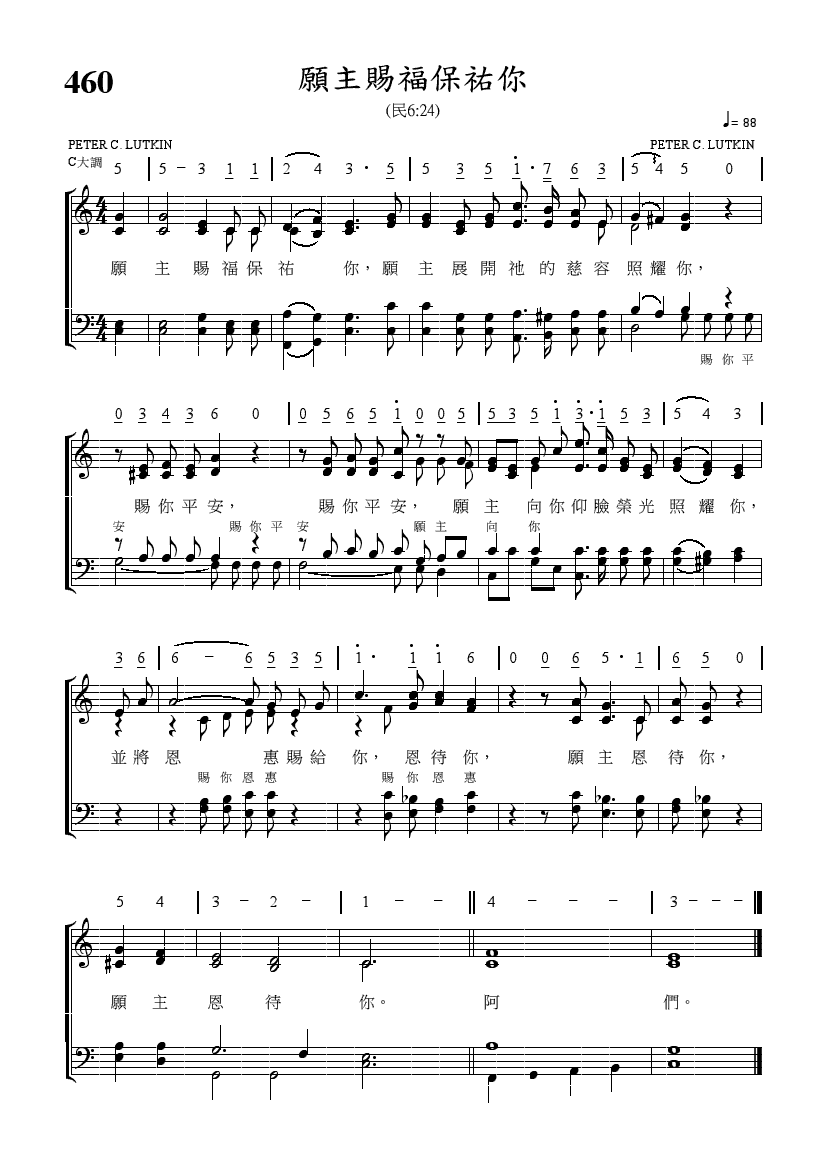 460
願主賜福保祐你
(民6:24)
♩= 88
PETER C. LUTKIN PETER C. LUTKIN
C大調
5 | 5 – 3 1 1 | 2 4 3 · 5 | 5 3 5 1 · 7 6 3 | 5 4 5 0
願 主 賜 福 保 祐 你，願 主 展 開 祂 的 慈 容 照 耀 你，
賜 你 平
0 3 4 3 6 0 | 0 5 6 5 1 0 0 5 | 5 3 5 1 3 · 1 5 3 | 5 4 3 |
賜 你 平 安， 賜 你 平 安， 願 主 向 你 仰 臉 榮 光 照 耀 你，
安 賜 你 平 安 願 主 向 你
3 6 | 6 – 6 5 3 5 | 1 · 1 1 6 | 0 0 6 5 · 1 | 6 5 0 |
並 將 恩 惠 賜 給 你， 恩 待 你， 願 主 恩 待 你，
賜 你 恩 惠 賜 你 恩 惠
5 4 | 3 – 2 – | 1 – – || 4 – – – | 3 – – – ||
願 主 恩 待 你。 阿 們。